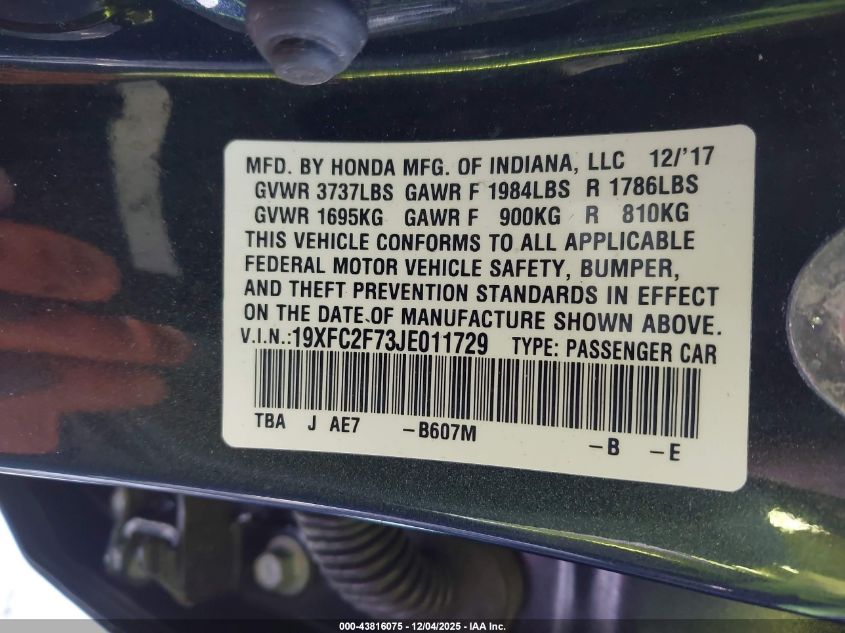 MFD. BY HONDA MFG. OF INDIANA, LLC 12/'17
GVWR 3737LBS GAWR F 1984LBS R 1786LBS
GVWR 1695KG GAWR F 900KG R 810KG
THIS VEHICLE CONFORMS TO ALL APPLICABLE
FEDERAL MOTOR VEHICLE SAFETY, BUMPER,
AND THEFT PREVENTION STANDARDS IN EFFECT
ON THE DATE OF MANUFACTURE SHOWN ABOVE.
V.I.N.:19XFC2F73JE011729 TYPE: PASSENGER CAR
TBA J AE7 -B607M -B -E
000-43816075 - 12/04/2025 - IAA Inc.